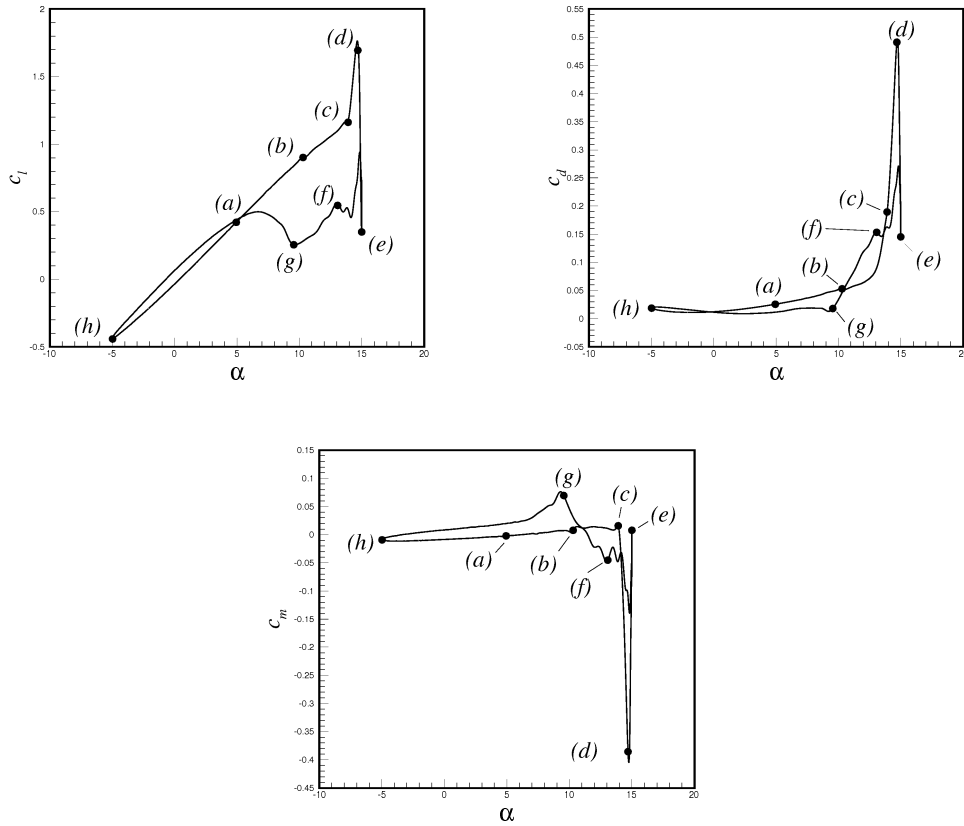 2
0.55
(d)
(d)
0.5
0.45
1.5
0.4
(c)
0.35
(b)
0.3
1
c_l
c_d
0.25
(c)
(a)
(f)
0.2
(f)
0.5
0.15
(b)
(e)
(e)
0.1
(a)
(g)
0
0.05
(h)
(g)
(h)
0
-0.5
-0.05
-10 -5 0 5 10 15 20
-10 -5 0 5 10 15 20
α
α
0.15
0.1
(g)
(c)
0.05
(e)
0
(h)
(a)
(b)
-0.05
(f)
-0.1
c_m
-0.15
-0.2
-0.25
-0.3
-0.35
(d)
-0.4
-0.45
-10 -5 0 5 10 15 20
α